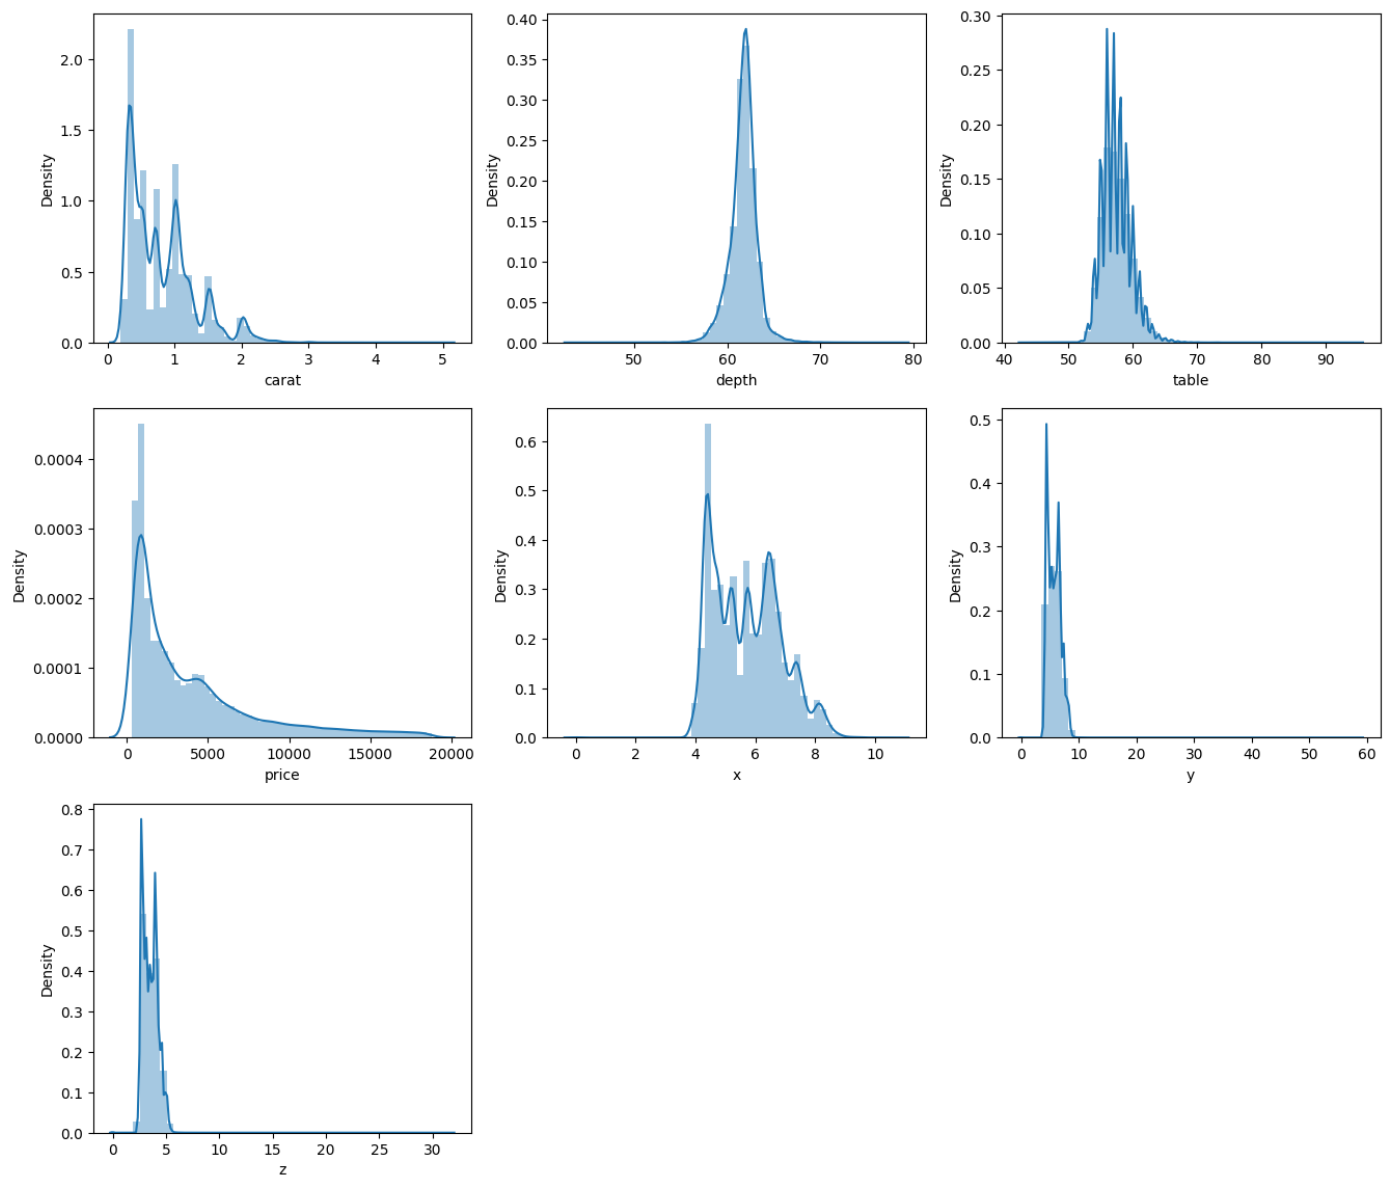 2.0
1.5
1.0
0.5
0.0
Density
0 1 2 3 4 5
carat
0.40
0.35
0.30
0.25
0.20
0.15
0.10
0.05
0.00
Density
50 60 70 80
depth
0.30
0.25
0.20
0.15
0.10
0.05
0.00
Density
40 50 60 70 80 90
table
0.0004
0.0003
0.0002
0.0001
0.0000
Density
0 5000 10000 15000 20000
price
0.6
0.5
0.4
0.3
0.2
0.1
0.0
Density
0 2 4 6 8 10
x
0.5
0.4
0.3
0.2
0.1
0.0
Density
0 10 20 30 40 50 60
y
0.8
0.7
0.6
0.5
0.4
0.3
0.2
0.1
0.0
Density
0 5 10 15 20 25 30
z